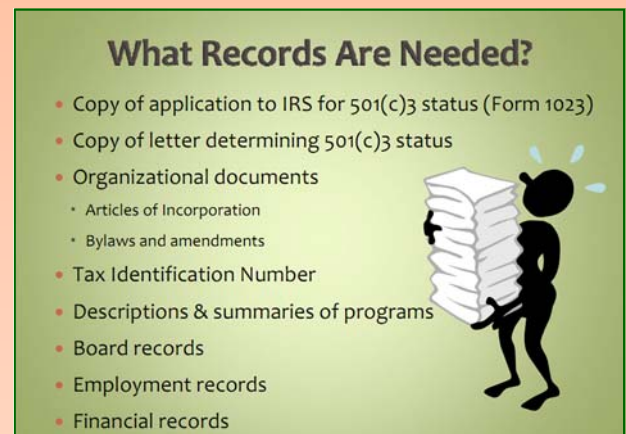 What Records Are Needed?
• Copy of application to IRS for 501(c)3 status (Form 1023)
• Copy of letter determining 501(c)3 status
• Organizational documents
• Articles of Incorporation
• Bylaws and amendments
• Tax Identification Number
• Descriptions & summaries of programs
• Board records
• Employment records
• Financial records